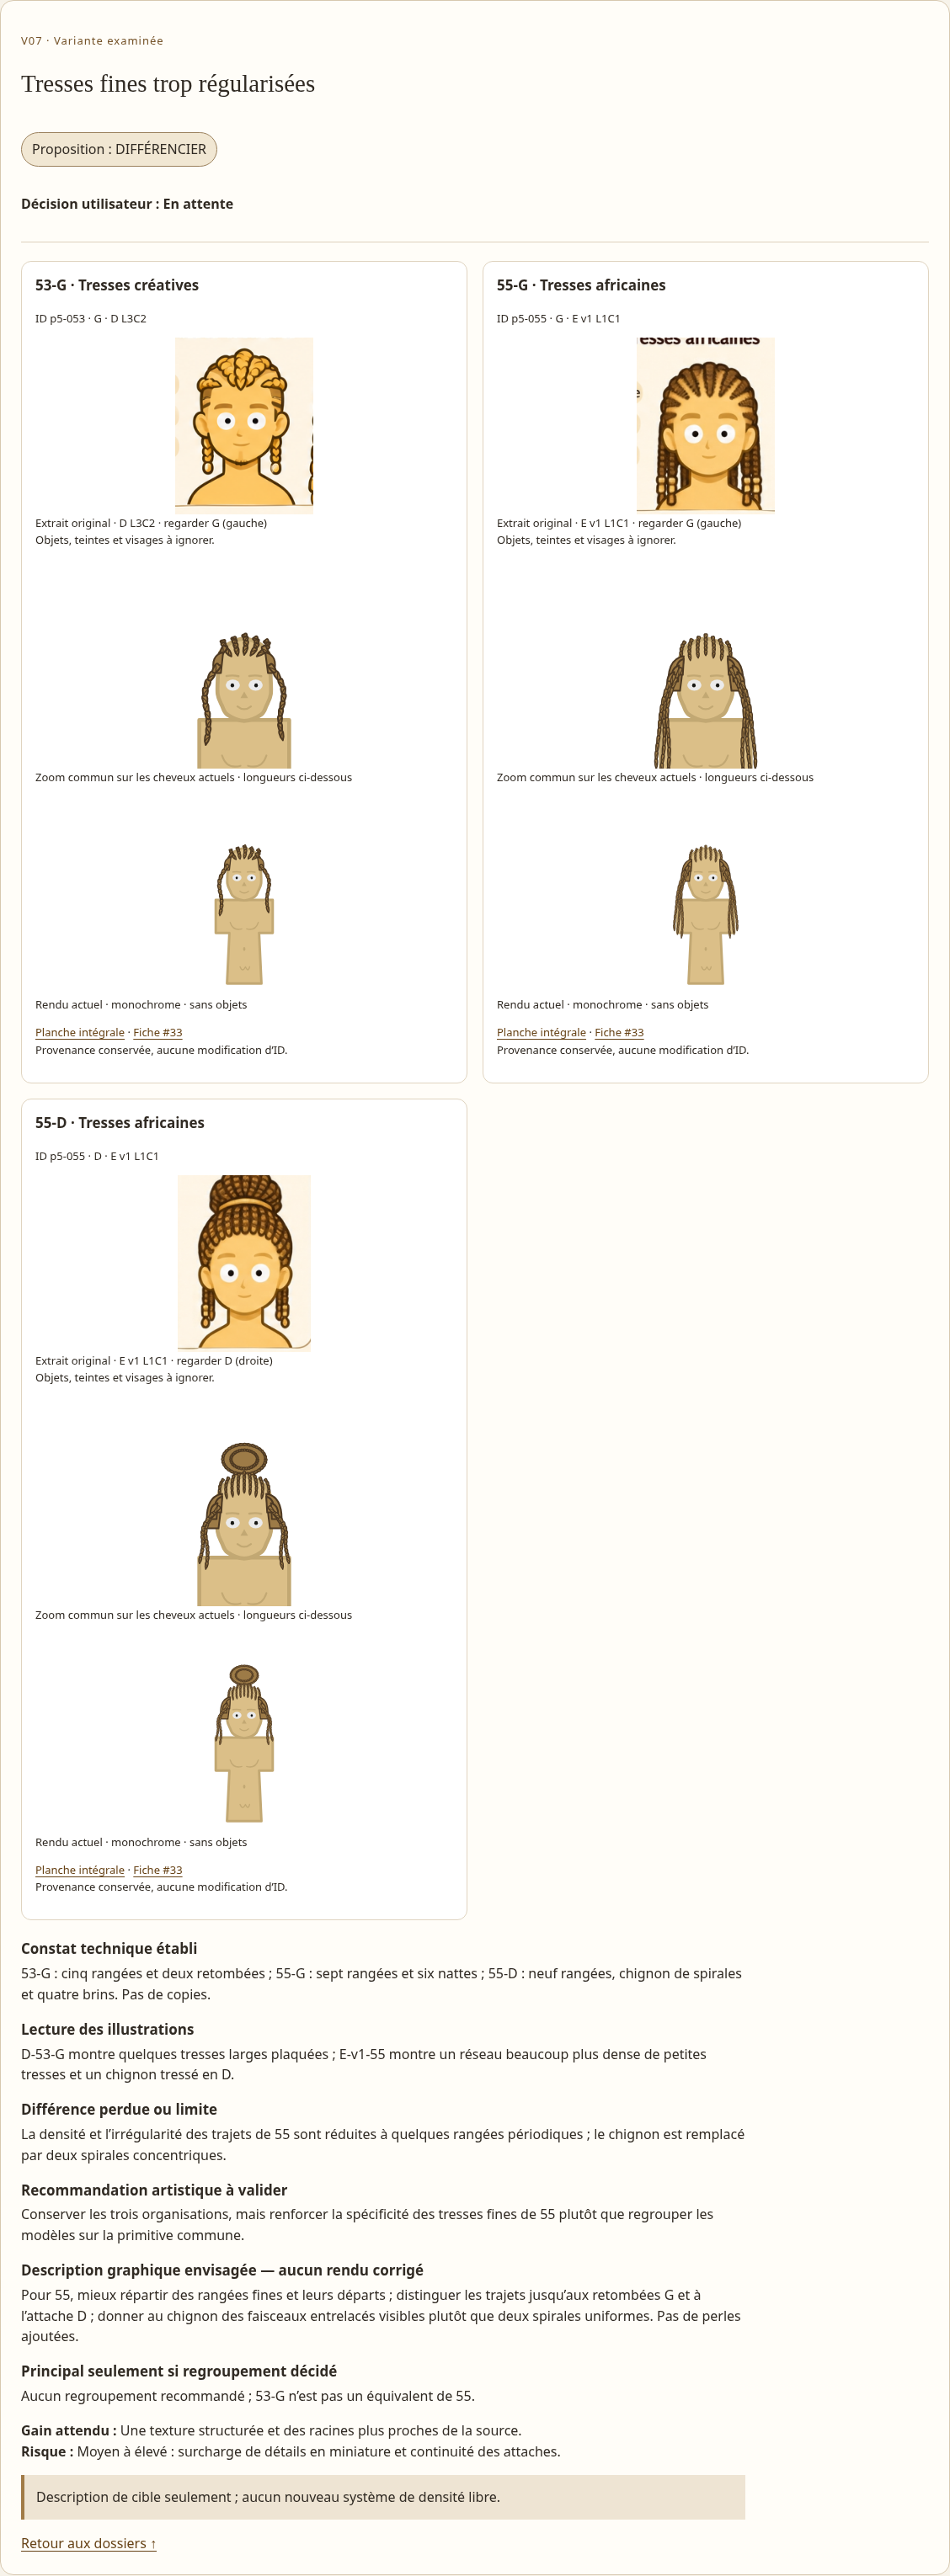 V07 · Variante examinée
Tresses fines trop régularisées
Proposition : DIFFÉRENCIER
Décision utilisateur : En attente
53-G · Tresses créatives
ID p5-053 · G · D L3C2
Extrait original · D L3C2 · regarder G (gauche)
Objets, teintes et visages à ignorer.
Zoom commun sur les cheveux actuels · longueurs ci-dessous
Rendu actuel · monochrome · sans objets
Planche intégrale · Fiche #33
Provenance conservée, aucune modification d’ID.
55-G · Tresses africaines
ID p5-055 · G · E v1 L1C1
esses africaines
e
Extrait original · E v1 L1C1 · regarder G (gauche)
Objets, teintes et visages à ignorer.
Zoom commun sur les cheveux actuels · longueurs ci-dessous
Rendu actuel · monochrome · sans objets
Planche intégrale · Fiche #33
Provenance conservée, aucune modification d’ID.
55-D · Tresses africaines
ID p5-055 · D · E v1 L1C1
Extrait original · E v1 L1C1 · regarder D (droite)
Objets, teintes et visages à ignorer.
Zoom commun sur les cheveux actuels · longueurs ci-dessous
Rendu actuel · monochrome · sans objets
Planche intégrale · Fiche #33
Provenance conservée, aucune modification d’ID.
Constat technique établi
53-G : cinq rangées et deux retombées ; 55-G : sept rangées et six nattes ; 55-D : neuf rangées, chignon de spirales
et quatre brins. Pas de copies.
Lecture des illustrations
D-53-G montre quelques tresses larges plaquées ; E-v1-55 montre un réseau beaucoup plus dense de petites
tresses et un chignon tressé en D.
Différence perdue ou limite
La densité et l’irrégularité des trajets de 55 sont réduites à quelques rangées périodiques ; le chignon est remplacé
par deux spirales concentriques.
Recommandation artistique à valider
Conserver les trois organisations, mais renforcer la spécificité des tresses fines de 55 plutôt que regrouper les
modèles sur la primitive commune.
Description graphique envisagée — aucun rendu corrigé
Pour 55, mieux répartir des rangées fines et leurs départs ; distinguer les trajets jusqu’aux retombées G et à
l’attache D ; donner au chignon des faisceaux entrelacés visibles plutôt que deux spirales uniformes. Pas de perles
ajoutées.
Principal seulement si regroupement décidé
Aucun regroupement recommandé ; 53-G n’est pas un équivalent de 55.
Gain attendu : Une texture structurée et des racines plus proches de la source.
Risque : Moyen à élevé : surcharge de détails en miniature et continuité des attaches.
Description de cible seulement ; aucun nouveau système de densité libre.
Retour aux dossiers ↑